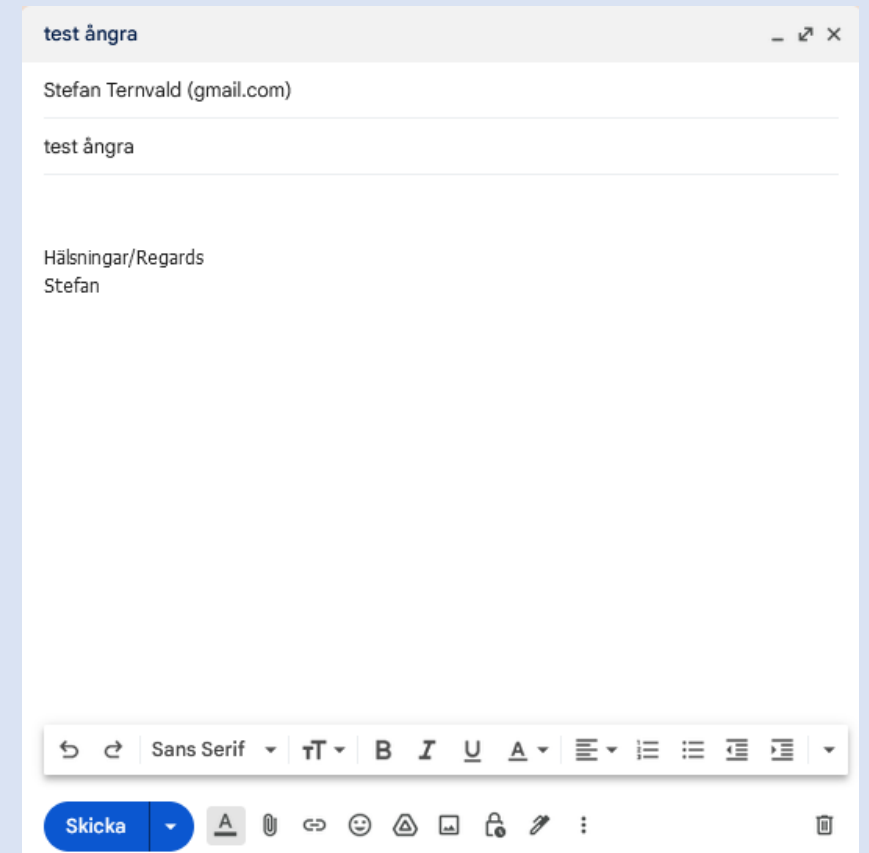 test ångra
Stefan Ternvald (gmail.com)
test ångra
Hälsningar/Regards
Stefan
Sans Serif
Skicka